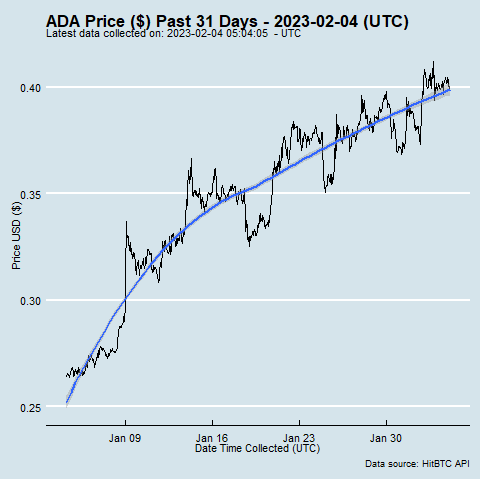 ADA Price ($) Past 31 Days - 2023-02-04 (UTC)
Latest data collected on: 2023-02-04 05:04:05 - UTC
0.40
0.35
0.30
0.25
Price USD ($)
Jan 09 Jan 16 Jan 23 Jan 30
Date Time Collected (UTC)
Data source: HitBTC API